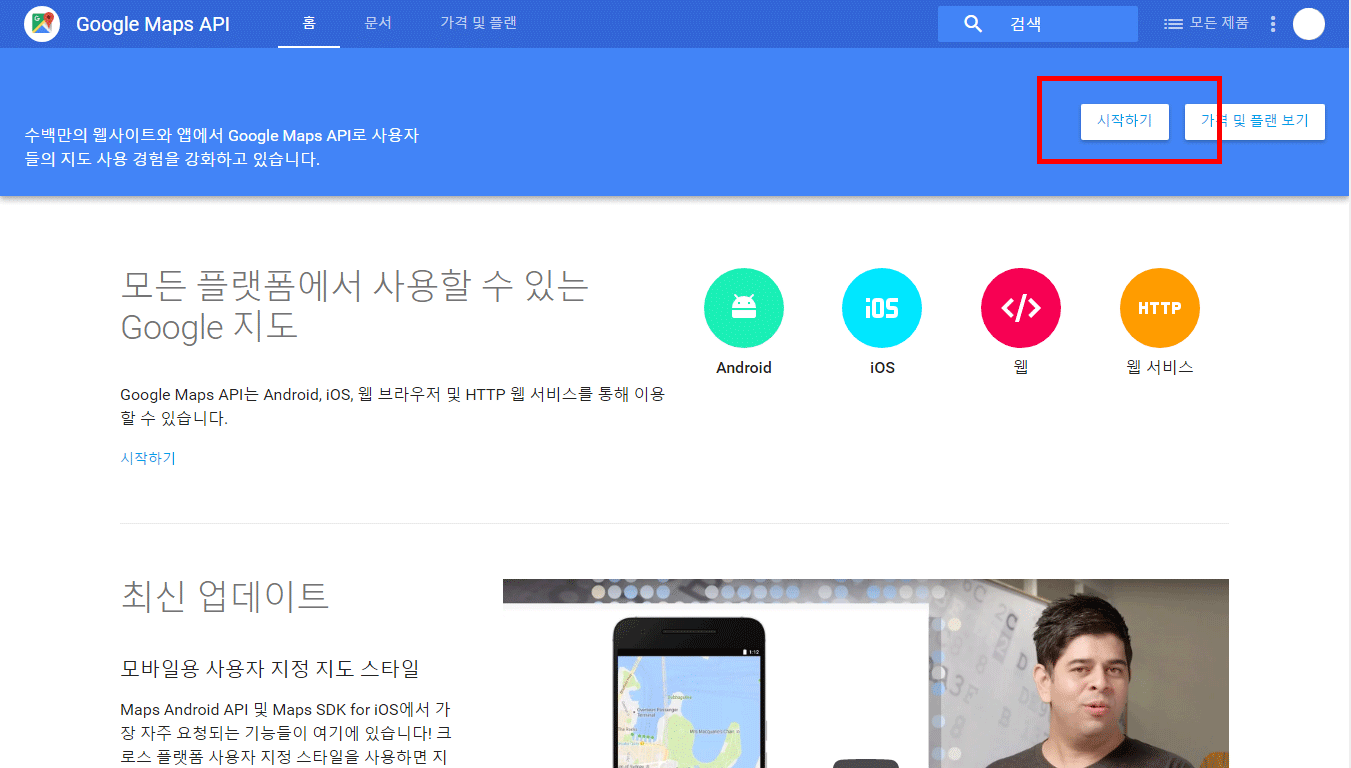 Google Maps API 홈 문서 가격 및 플랜 검색 모든 제품
수백만의 웹사이트와 앱에서 Google Maps API로 사용자
들의 지도 사용 경험을 강화하고 있습니다.
시작하기 가격 및 플랜 보기
모든 플랫폼에서 사용할 수 있는
Google 지도
Google Maps API는 Android, iOS, 웹 브라우저 및 HTTP 웹 서비스를 통해 이용
할 수 있습니다.
시작하기
iOS </> HTTP
Android iOS 웹 웹 서비스
최신 업데이트
모바일용 사용자 지정 지도 스타일
Maps Android API 및 Maps SDK for iOS에서 가
장 자주 요청되는 기능들이 여기에 있습니다! 크
로스 플랫폼 사용자 지정 스타일을 사용하면 지
1:12